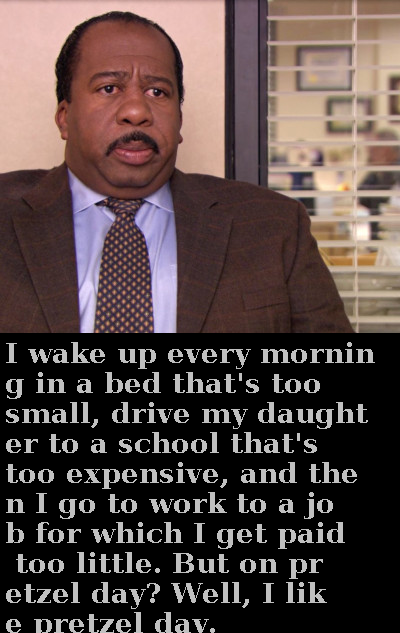 I wake up every mornin
g in a bed that's too
small, drive my daught
er to a school that's
too expensive, and the
n I go to work to a jo
b for which I get paid
too little. But on pr
etzel day? Well, I lik
e pretzel day.